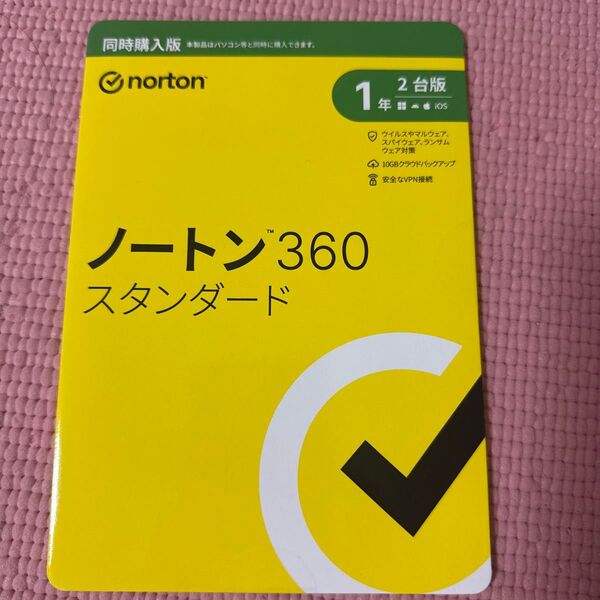 同時購入版 本製品はパソコン等と同時に購入できます。
norton
1年 2台版
iOS
ウイルスやマルウェア、
スパイウェア、ランサム
ウェア対策
10GBクラウドバックアップ
安全なVPN接続
ノートン™ 360
スタンダード